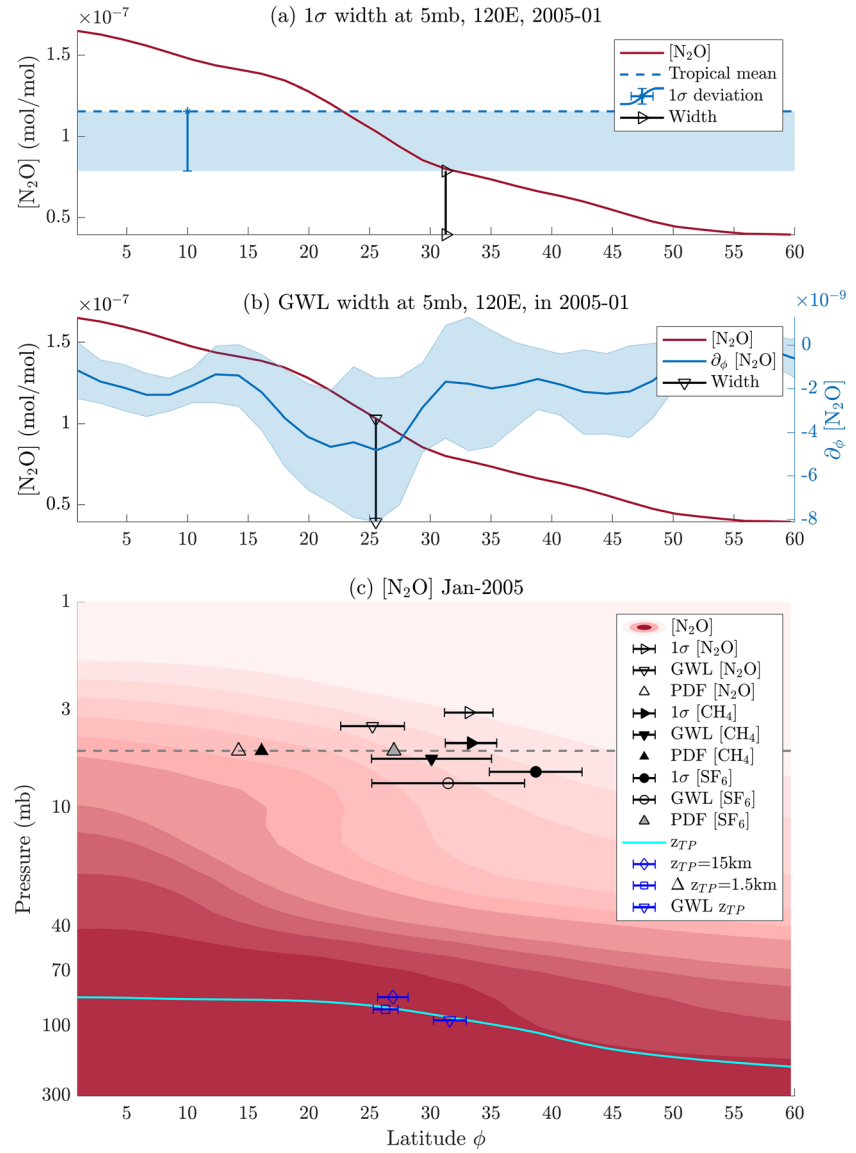 (a) 1σ width at 5mb, 120E, 2005-01
×10⁻⁷
[N₂O] (mol/mol)
1.5
1
0.5
[N₂O]
Tropical mean
1σ deviation
Width
5 10 15 20 25 30 35 40 45 50 55 60
(b) GWL width at 5mb, 120E, in 2005-01
×10⁻⁷
×10⁻⁹
[N₂O] (mol/mol)
1.5
1
0.5
[N₂O]
∂ᵩ [N₂O]
Width
0
-2
-4
-6
-8
∂ᵩ [N₂O]
5 10 15 20 25 30 35 40 45 50 55 60
(c) [N₂O] Jan-2005
Pressure (mb)
1
3
10
40
70
100
300
[N₂O]
1σ [N₂O]
GWL [N₂O]
PDF [N₂O]
1σ [CH₄]
GWL [CH₄]
PDF [CH₄]
1σ [SF₆]
GWL [SF₆]
PDF [SF₆]
z_TP
z_TP=15km
Δ z_TP=1.5km
GWL z_TP
5 10 15 20 25 30 35 40 45 50 55 60
Latitude ϕ